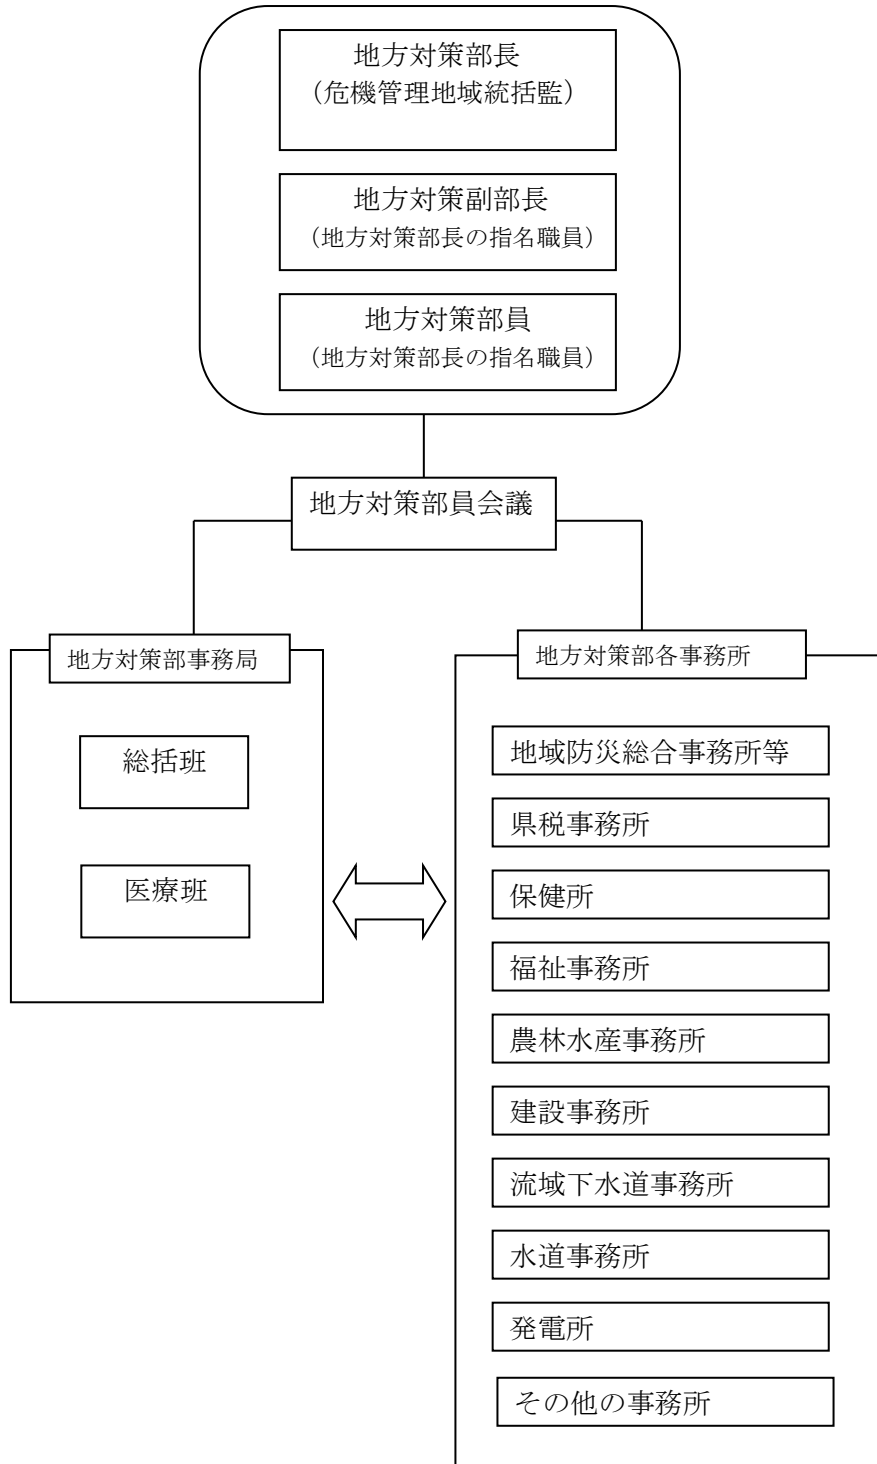 地方対策部長
（危機管理地域統括監）
地方対策副部長
（地方対策部長の指名職員）
地方対策部員
（地方対策部長の指名職員）
地方対策部員会議
地方対策部事務局
総括班
医療班
地方対策部各事務所
地域防災総合事務所等
県税事務所
保健所
福祉事務所
農林水産事務所
建設事務所
流域下水道事務所
水道事務所
発電所
その他の事務所